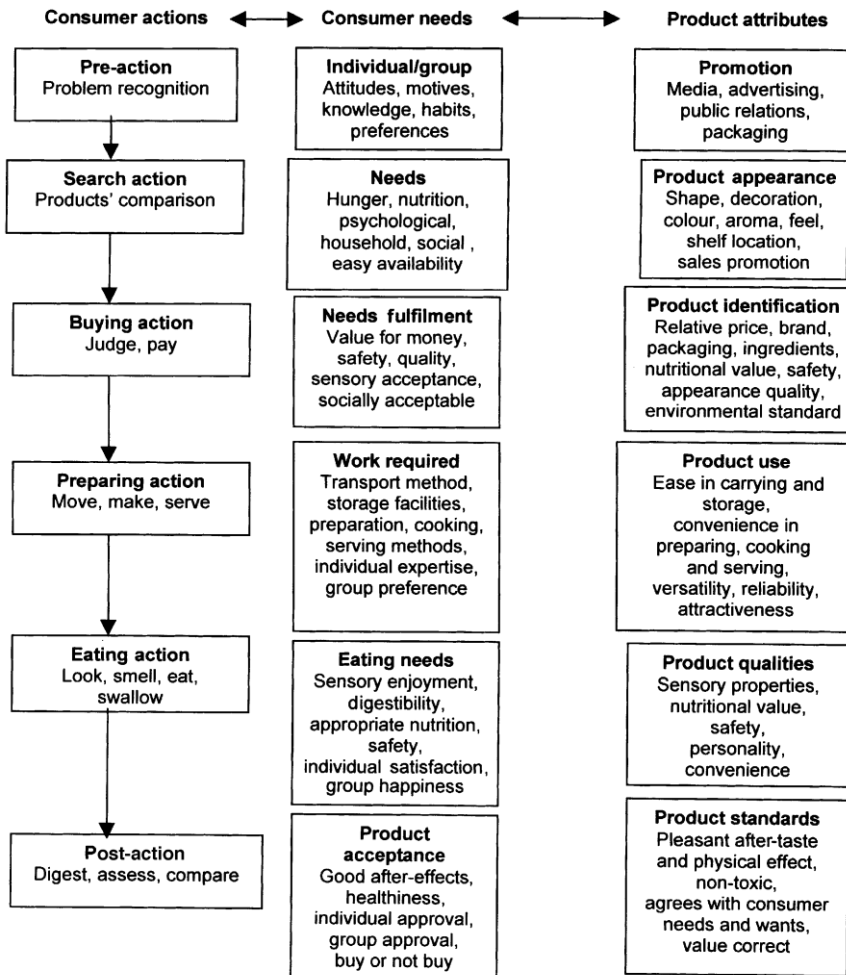 Consumer actions
Consumer needs
Product attributes
Pre-action
Problem recognition
Individual/group
Attitudes, motives,
knowledge, habits,
preferences
Promotion
Media, advertising,
public relations,
packaging
Search action
Products' comparison
Needs
Hunger, nutrition,
psychological,
household, social ,
easy availability
Product appearance
Shape, decoration,
colour, aroma, feel,
shelf location,
sales promotion
Buying action
Judge, pay
Needs fulfilment
Value for money,
safety, quality,
sensory acceptance,
socially acceptable
Product identification
Relative price, brand,
packaging, ingredients,
nutritional value, safety,
appearance quality,
environmental standard
Preparing action
Move, make, serve
Work required
Transport method,
storage facilities,
preparation, cooking,
serving methods,
individual expertise,
group preference
Product use
Ease in carrying and
storage,
convenience in
preparing, cooking
and serving,
versatility, reliability,
attractiveness
Eating action
Look, smell, eat,
swallow
Eating needs
Sensory enjoyment,
digestibility,
appropriate nutrition,
safety,
individual satisfaction,
group happiness
Product qualities
Sensory properties,
nutritional value,
safety,
personality,
convenience
Post-action
Digest, assess, compare
Product
acceptance
Good after-effects,
healthiness,
individual approval,
group approval,
buy or not buy
Product standards
Pleasant after-taste
and physical effect,
non-toxic,
agrees with consumer
needs and wants,
value correct